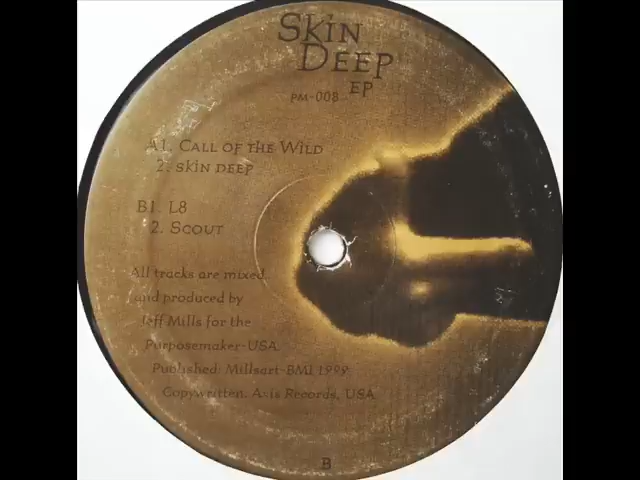 SKIN
DEEP
EP
PM-008
A1. CALL OF THE WILD
2. SKIN DEEP
B1. L8
2. SCOUT
All tracks are mixed
and produced by
Jeff Mills for the
Purposemaker-USA.
Published: Millsart-BMI 1998
Copywritten: Axis Records, USA
B